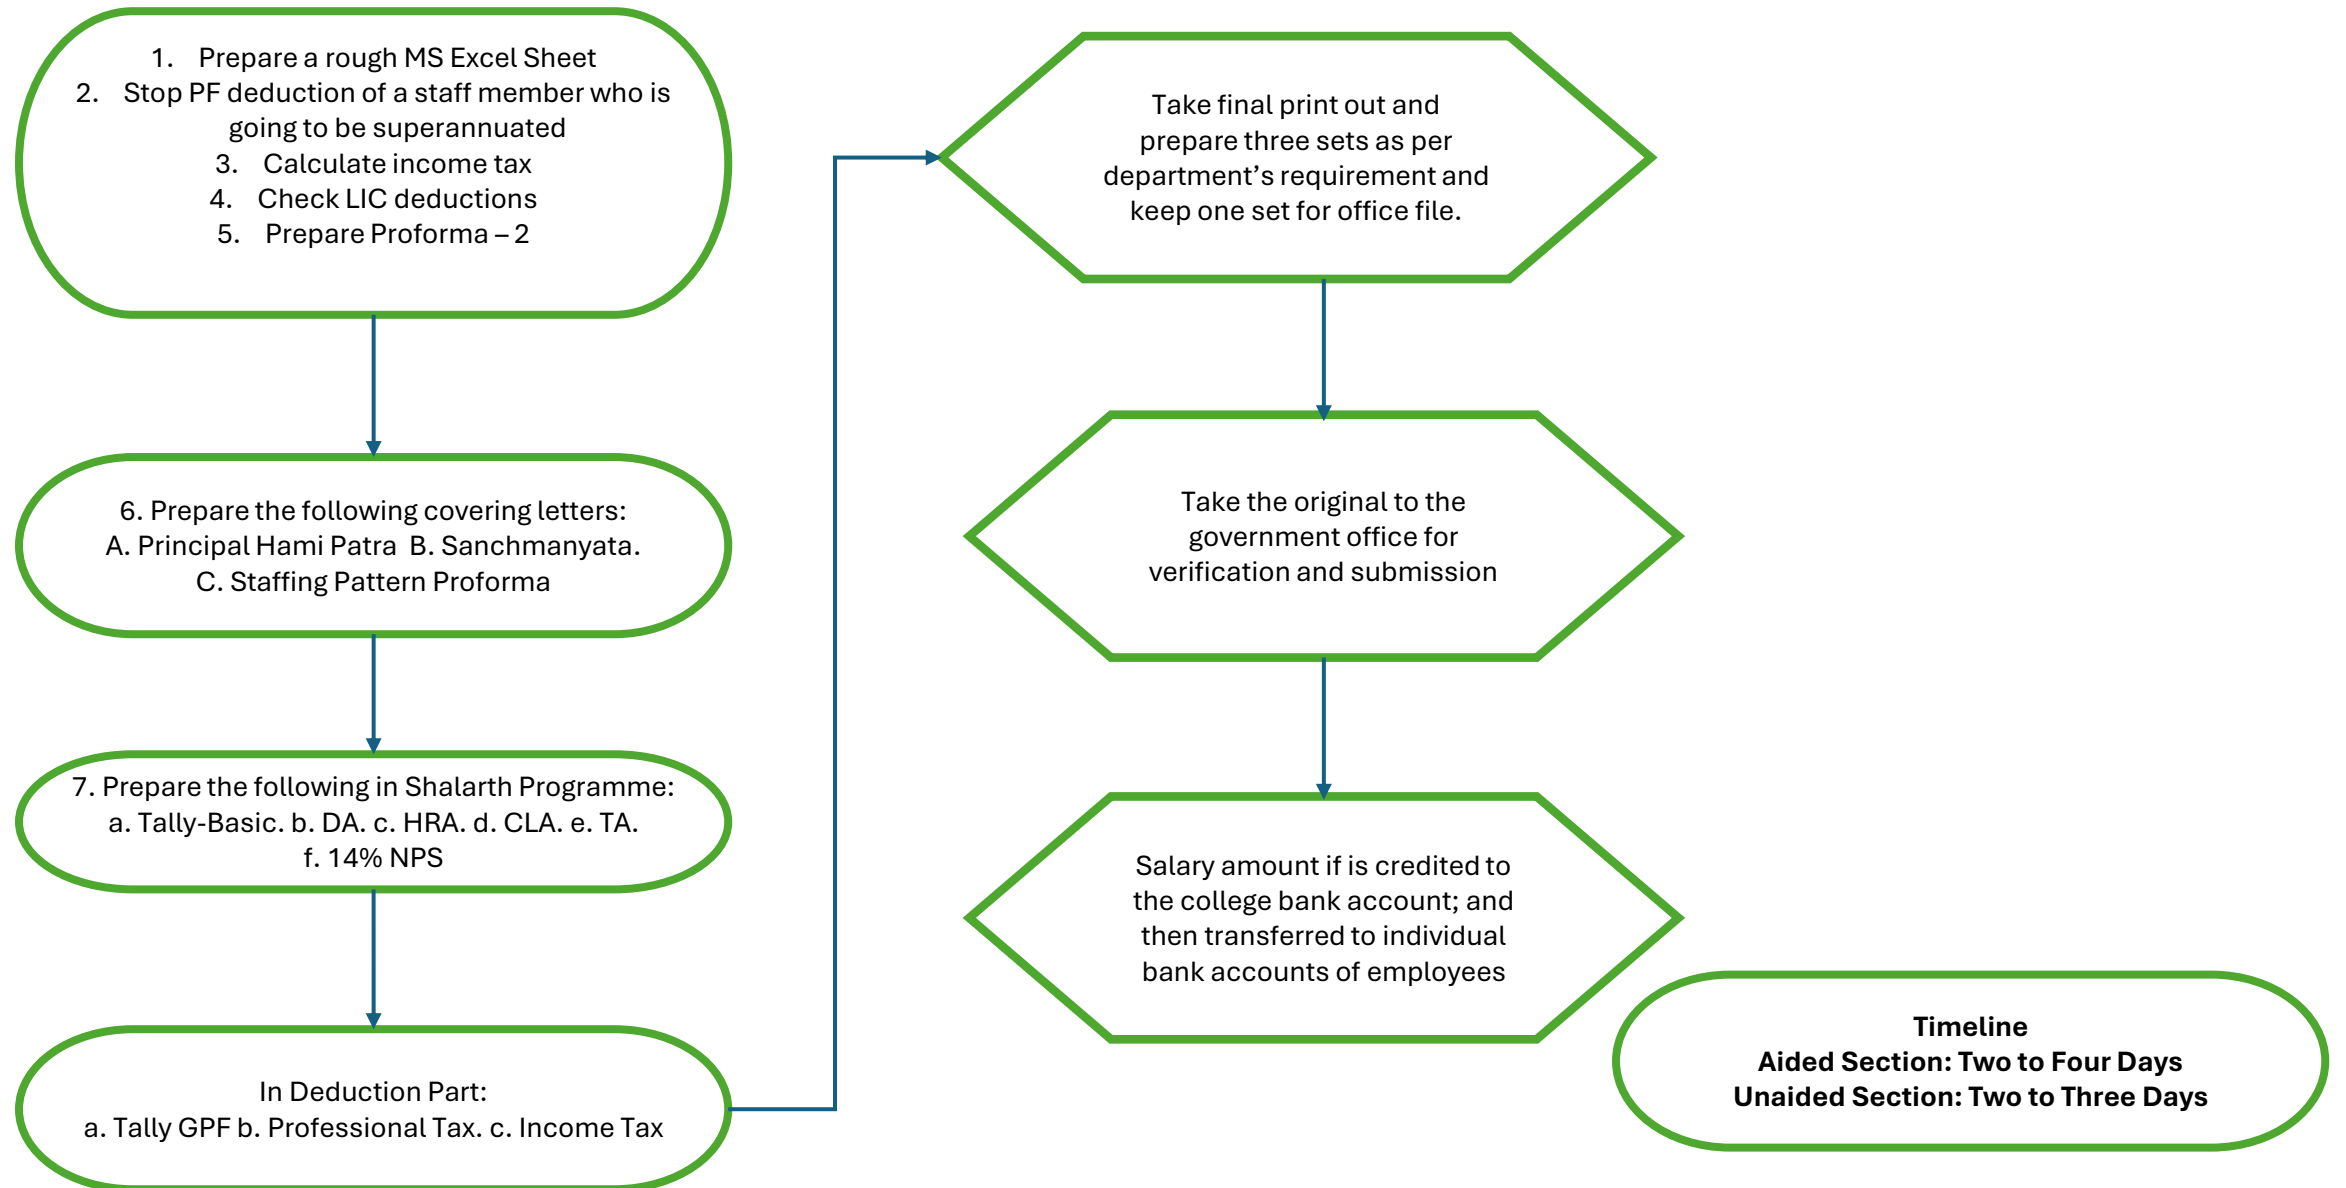 1. Prepare a rough MS Excel Sheet
2. Stop PF deduction of a staff member who is
going to be superannuated
3. Calculate income tax
4. Check LIC deductions
5. Prepare Proforma – 2
6. Prepare the following covering letters:
A. Principal Hami Patra B. Sanchmanyata.
C. Staffing Pattern Proforma
7. Prepare the following in Shalarth Programme:
a. Tally-Basic. b. DA. c. HRA. d. CLA. e. TA.
f. 14% NPS
In Deduction Part:
a. Tally GPF b. Professional Tax. c. Income Tax
Take final print out and
prepare three sets as per
department’s requirement and
keep one set for office file.
Take the original to the
government office for
verification and submission
Salary amount if is credited to
the college bank account; and
then transferred to individual
bank accounts of employees
Timeline
Aided Section: Two to Four Days
Unaided Section: Two to Three Days